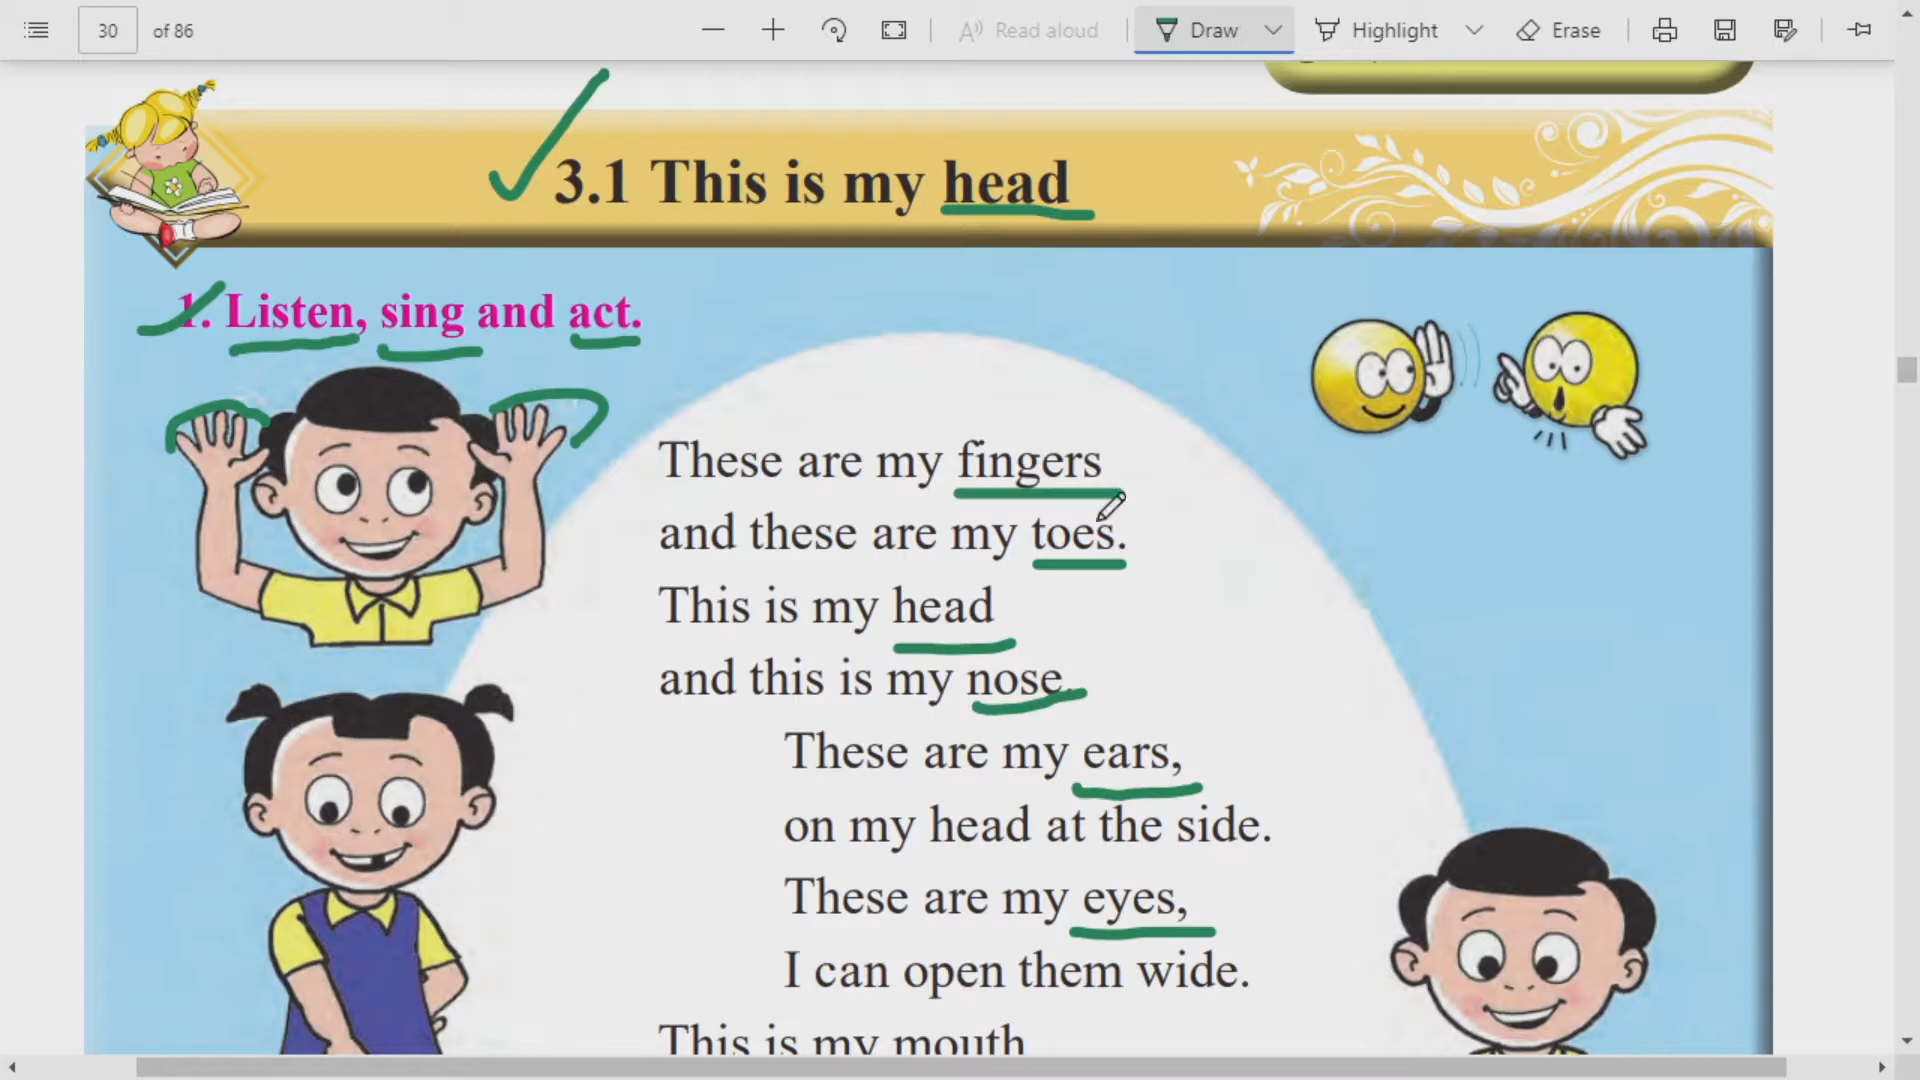 30 of 86 Read aloud Draw Highlight Erase
3.1 This is my head
1. Listen, sing and act.
These are my fingers
and these are my toes.
This is my head
and this is my nose.
These are my ears,
on my head at the side.
These are my eyes,
I can open them wide.
This is my mouth